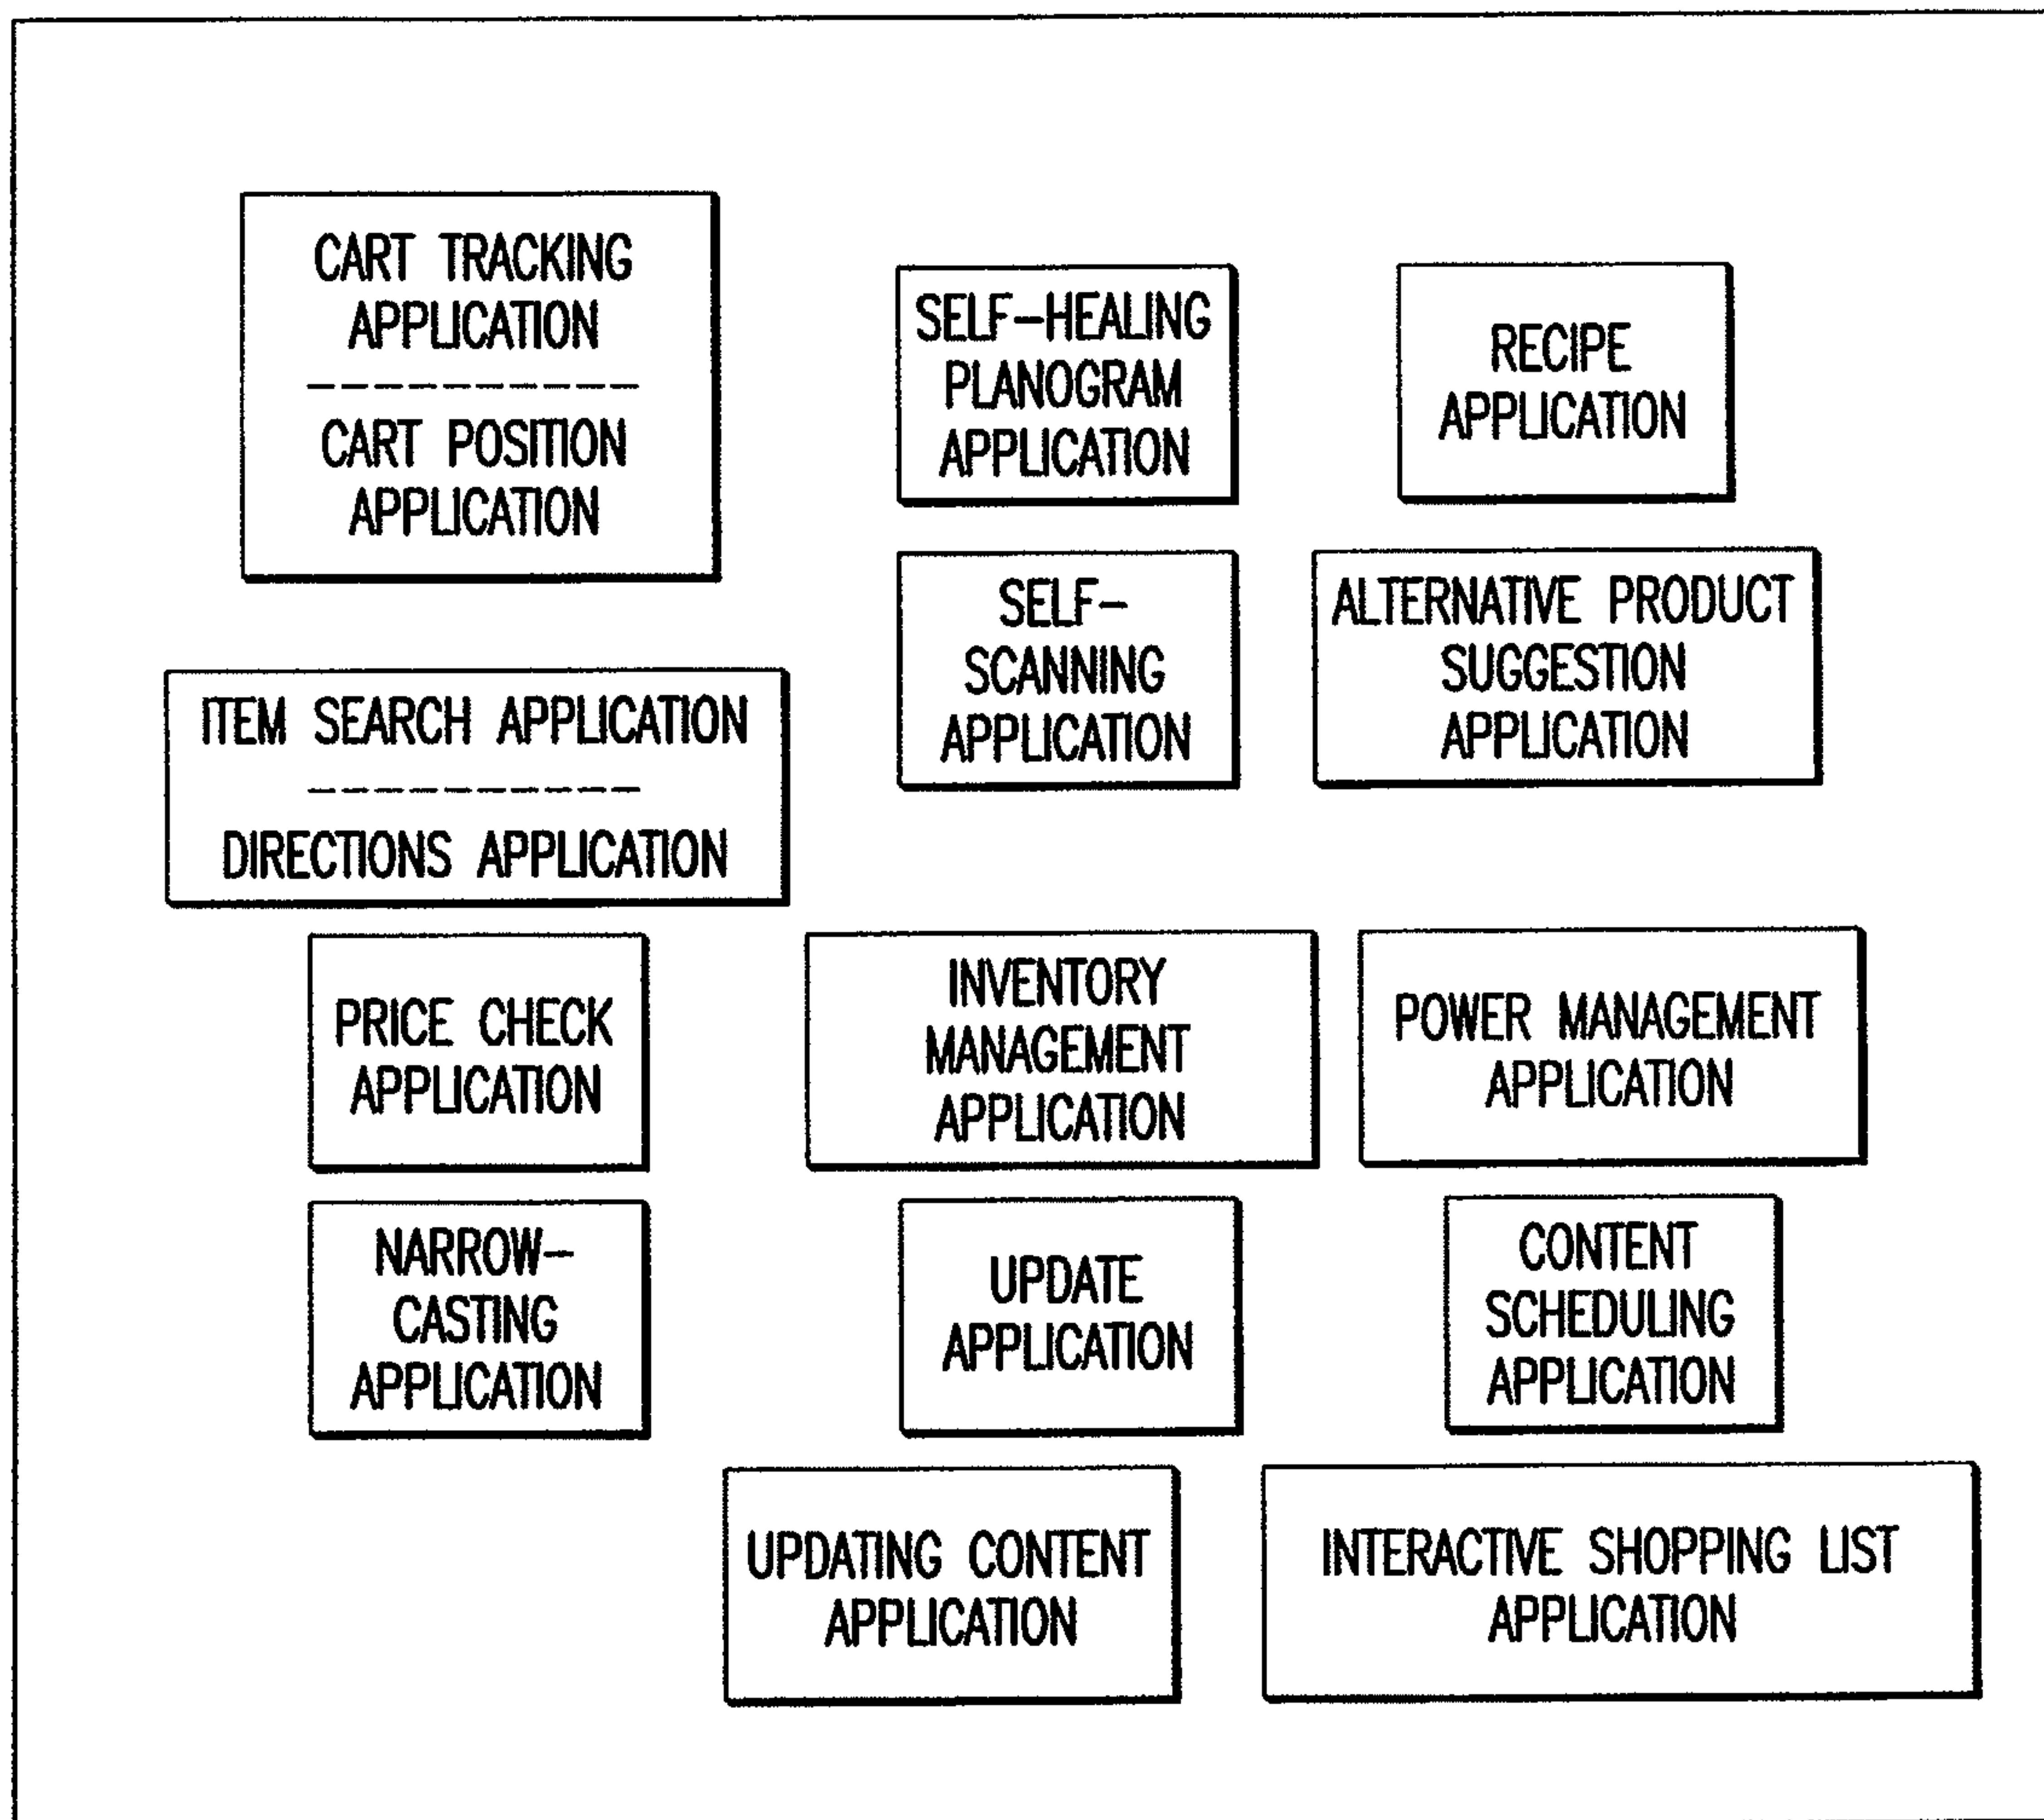 CART TRACKING
APPLICATION
CART POSITION
APPLICATION
SELF-HEALING
PLANOGRAM
APPLICATION
RECIPE
APPLICATION
SELF-
SCANNING
APPLICATION
ALTERNATIVE PRODUCT
SUGGESTION
APPLICATION
ITEM SEARCH APPLICATION
DIRECTIONS APPLICATION
PRICE CHECK
APPLICATION
INVENTORY
MANAGEMENT
APPLICATION
POWER MANAGEMENT
APPLICATION
NARROW-
CASTING
APPLICATION
UPDATE
APPLICATION
CONTENT
SCHEDULING
APPLICATION
UPDATING CONTENT
APPLICATION
INTERACTIVE SHOPPING LIST
APPLICATION